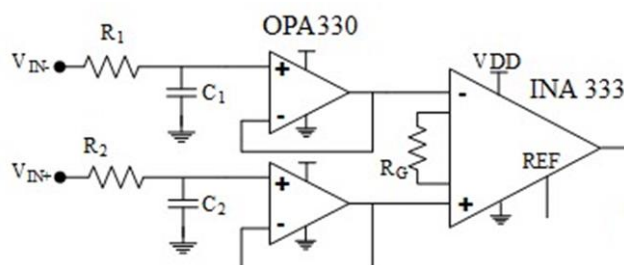 R1
OPA330
VIN-
C1
VDD
INA 333
+
-
-
RG
REF
+
R2
VIN+
C2
+
-